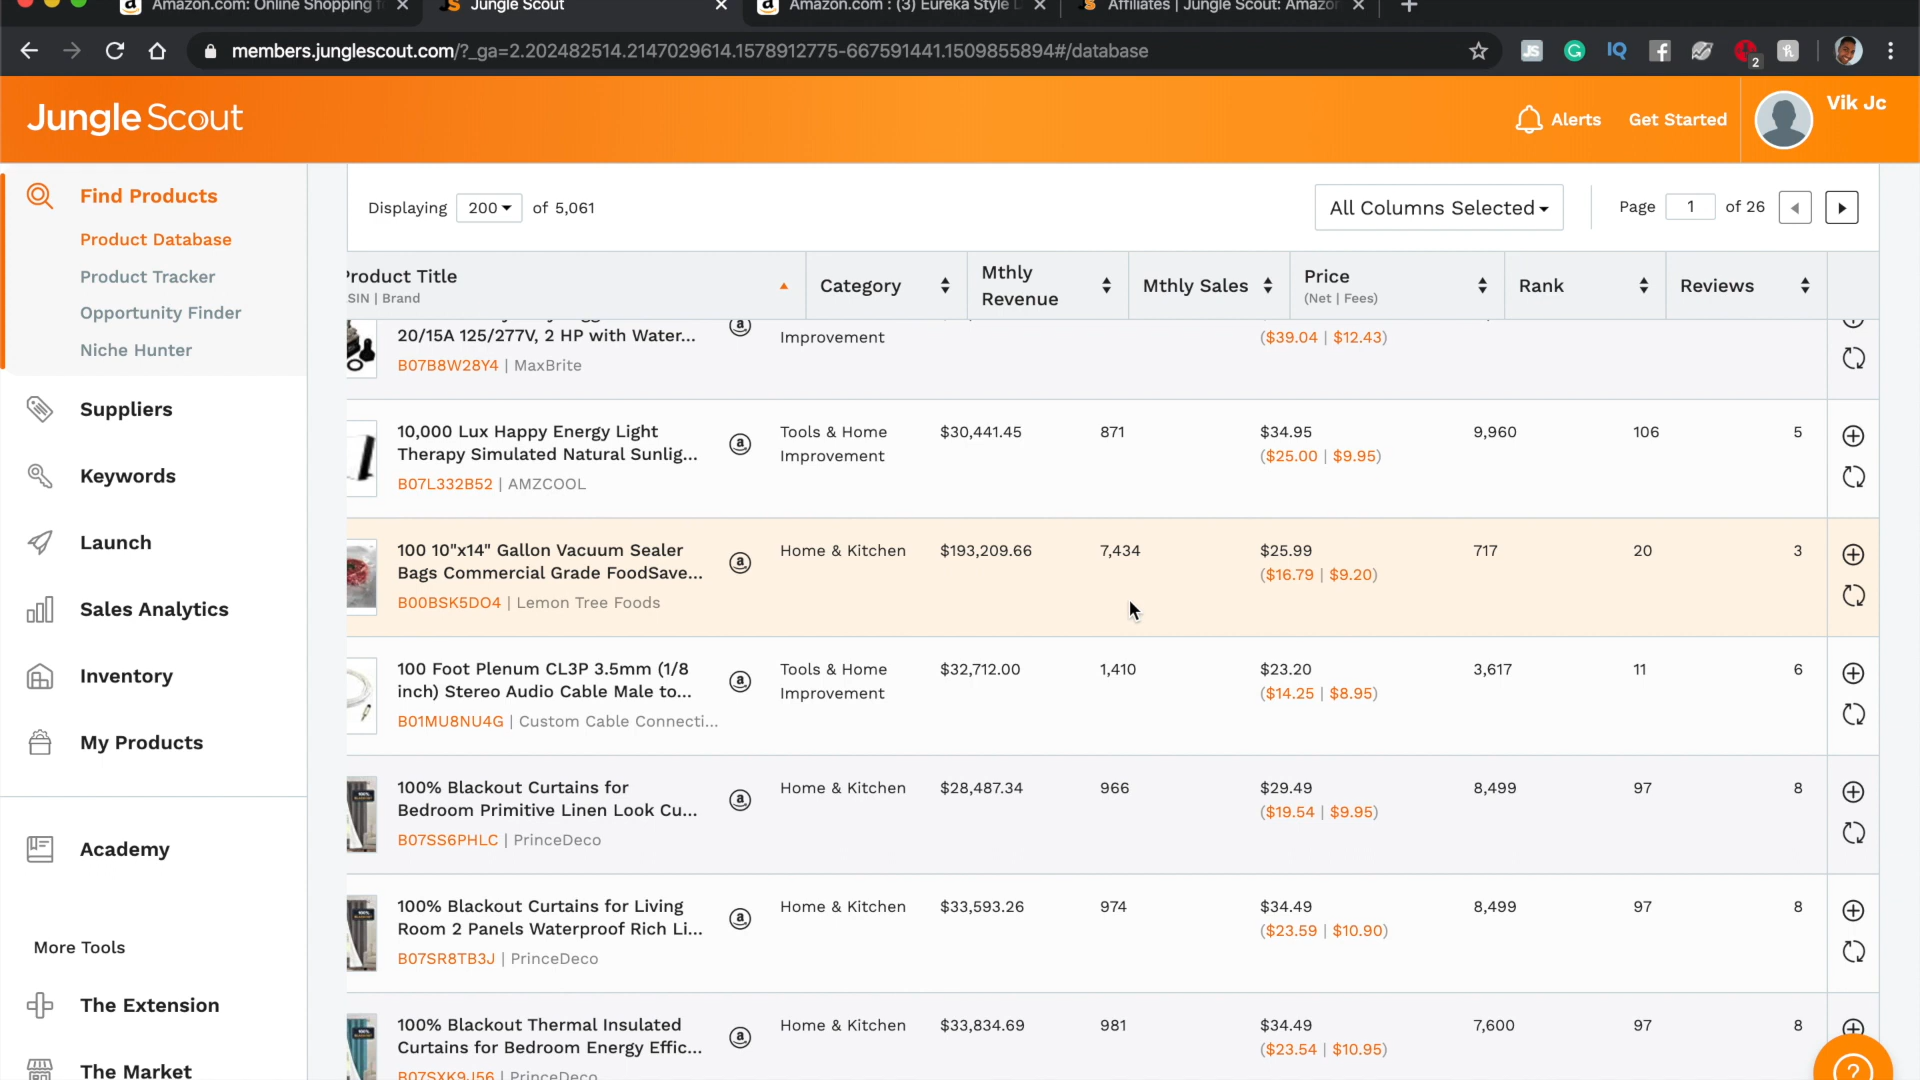 Amazon.com: Online Shopping f
Jungle Scout
Amazon.com : (3) Eureka Style D
Affiliates | Jungle Scout: Amazon
members.junglescout.com/?_ga=2.202482514.2147029614.1578912775-667591441.1509855894#/database
2
Jungle Scout
Alerts
Get Started
Vik Jc
Find Products
Product Database
Product Tracker
Opportunity Finder
Niche Hunter
Suppliers
Keywords
Launch
Sales Analytics
Inventory
My Products
Academy
More Tools
The Extension
The Market
Displaying 200 of 5,061
All Columns Selected
Page 1 of 26
Product Title
SIN | Brand
Category
Mthly Revenue
Mthly Sales
Price
(Net | Fees)
Rank
Reviews
20/15A 125/277V, 2 HP with Water...
B07B8W28Y4 | MaxBrite
Improvement
($39.04 | $12.43)
10,000 Lux Happy Energy Light
Therapy Simulated Natural Sunlig...
B07L332B52 | AMZCOOL
Tools & Home
Improvement
$30,441.45
871
$34.95
($25.00 | $9.95)
9,960
106
5
100 10"x14" Gallon Vacuum Sealer
Bags Commercial Grade FoodSave...
B00BSK5DO4 | Lemon Tree Foods
Home & Kitchen
$193,209.66
7,434
$25.99
($16.79 | $9.20)
717
20
3
100 Foot Plenum CL3P 3.5mm (1/8
inch) Stereo Audio Cable Male to...
B01MU8NU4G | Custom Cable Connecti...
Tools & Home
Improvement
$32,712.00
1,410
$23.20
($14.25 | $8.95)
3,617
11
6
100% Blackout Curtains for
Bedroom Primitive Linen Look Cu...
B07SS6PHLC | PrinceDeco
Home & Kitchen
$28,487.34
966
$29.49
($19.54 | $9.95)
8,499
97
8
100% Blackout Curtains for Living
Room 2 Panels Waterproof Rich Li...
B07SR8TB3J | PrinceDeco
Home & Kitchen
$33,593.26
974
$34.49
($23.59 | $10.90)
8,499
97
8
100% Blackout Thermal Insulated
Curtains for Bedroom Energy Effic...
B07SXK9J56 | PrinceDeco
Home & Kitchen
$33,834.69
981
$34.49
($23.54 | $10.95)
7,600
97
8